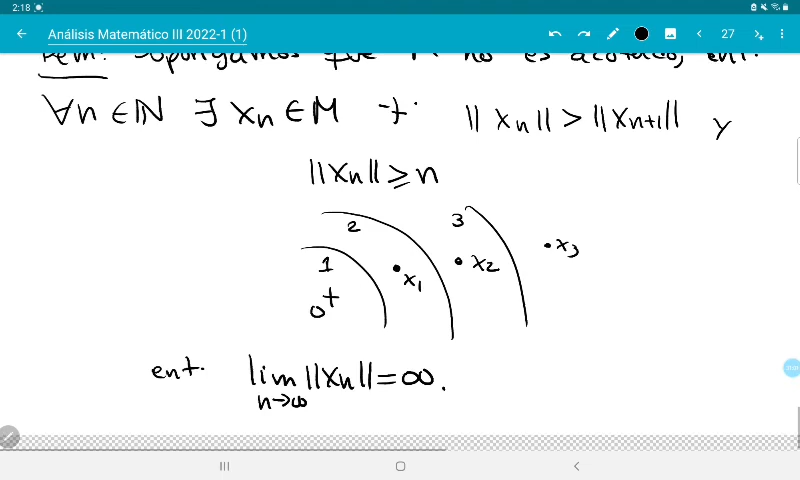 2:18
Análisis Matemático III 2022-1 (1)
27
Dem: Supongamos que M no es acotado, ent.
∀n ∈ ℕ ∃ xn ∈ M t. ||xn|| > ||xn+1|| y
||xn|| ≥ n
2 3
1 x1 x2 x3
0
ent. lim ||xn|| = ∞.
n→∞